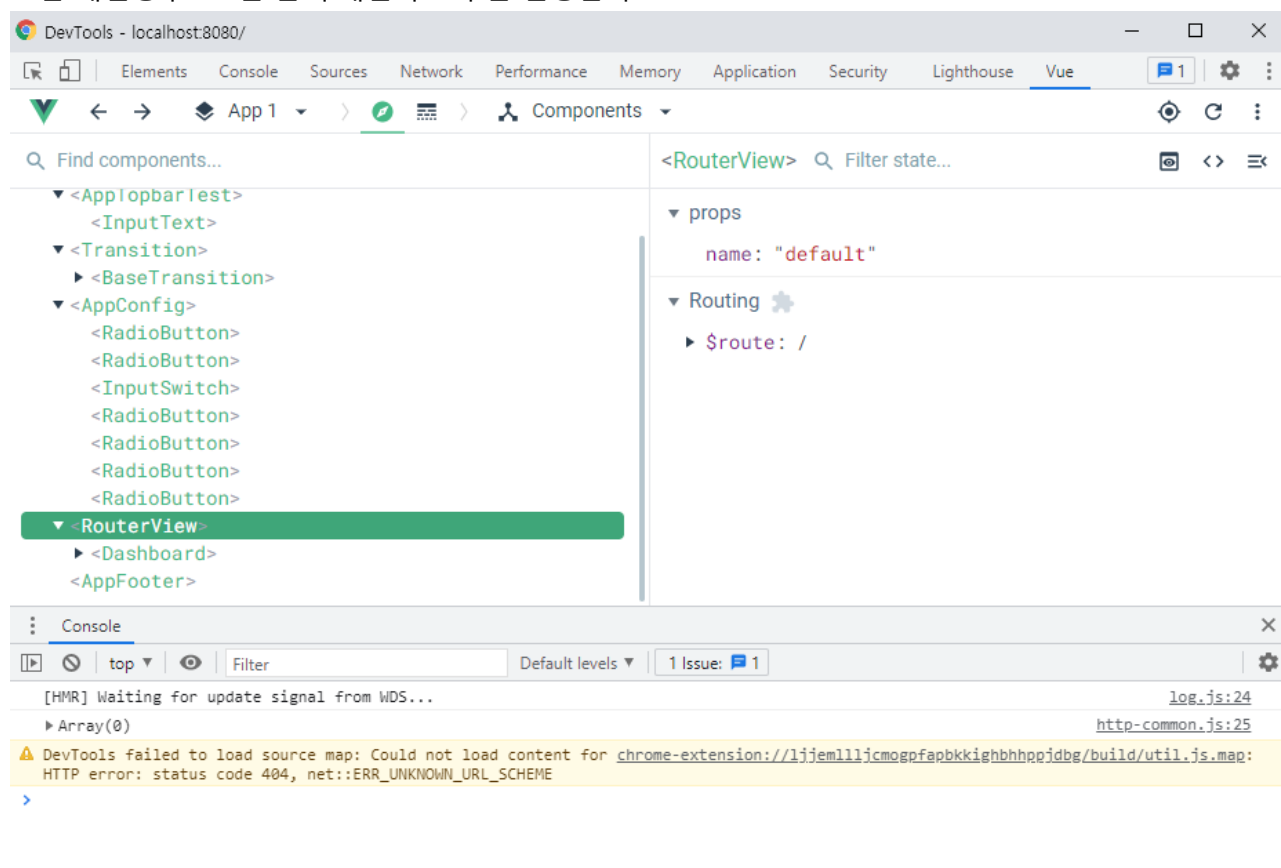 DevTools - localhost:8080/
Elements Console Sources Network Performance Memory Application Security Lighthouse Vue 1
App 1 Components
Find components...
<RouterView> Filter state...
<AppTopbarTest>
<InputText>
<Transition>
<BaseTransition>
<AppConfig>
<RadioButton>
<RadioButton>
<InputSwitch>
<RadioButton>
<RadioButton>
<RadioButton>
<RadioButton>
<RouterView>
<Dashboard>
<AppFooter>
props
name: "default"
Routing
$route: /
Console
top Filter Default levels 1 Issue: 1
[HMR] Waiting for update signal from WDS... log.js:24
Array(0) http-common.js:25
DevTools failed to load source map: Could not load content for chrome-extension://ljjemllljcmogpfapbkkighbhhppjdbg/build/util.js.map:
HTTP error: status code 404, net::ERR_UNKNOWN_URL_SCHEME